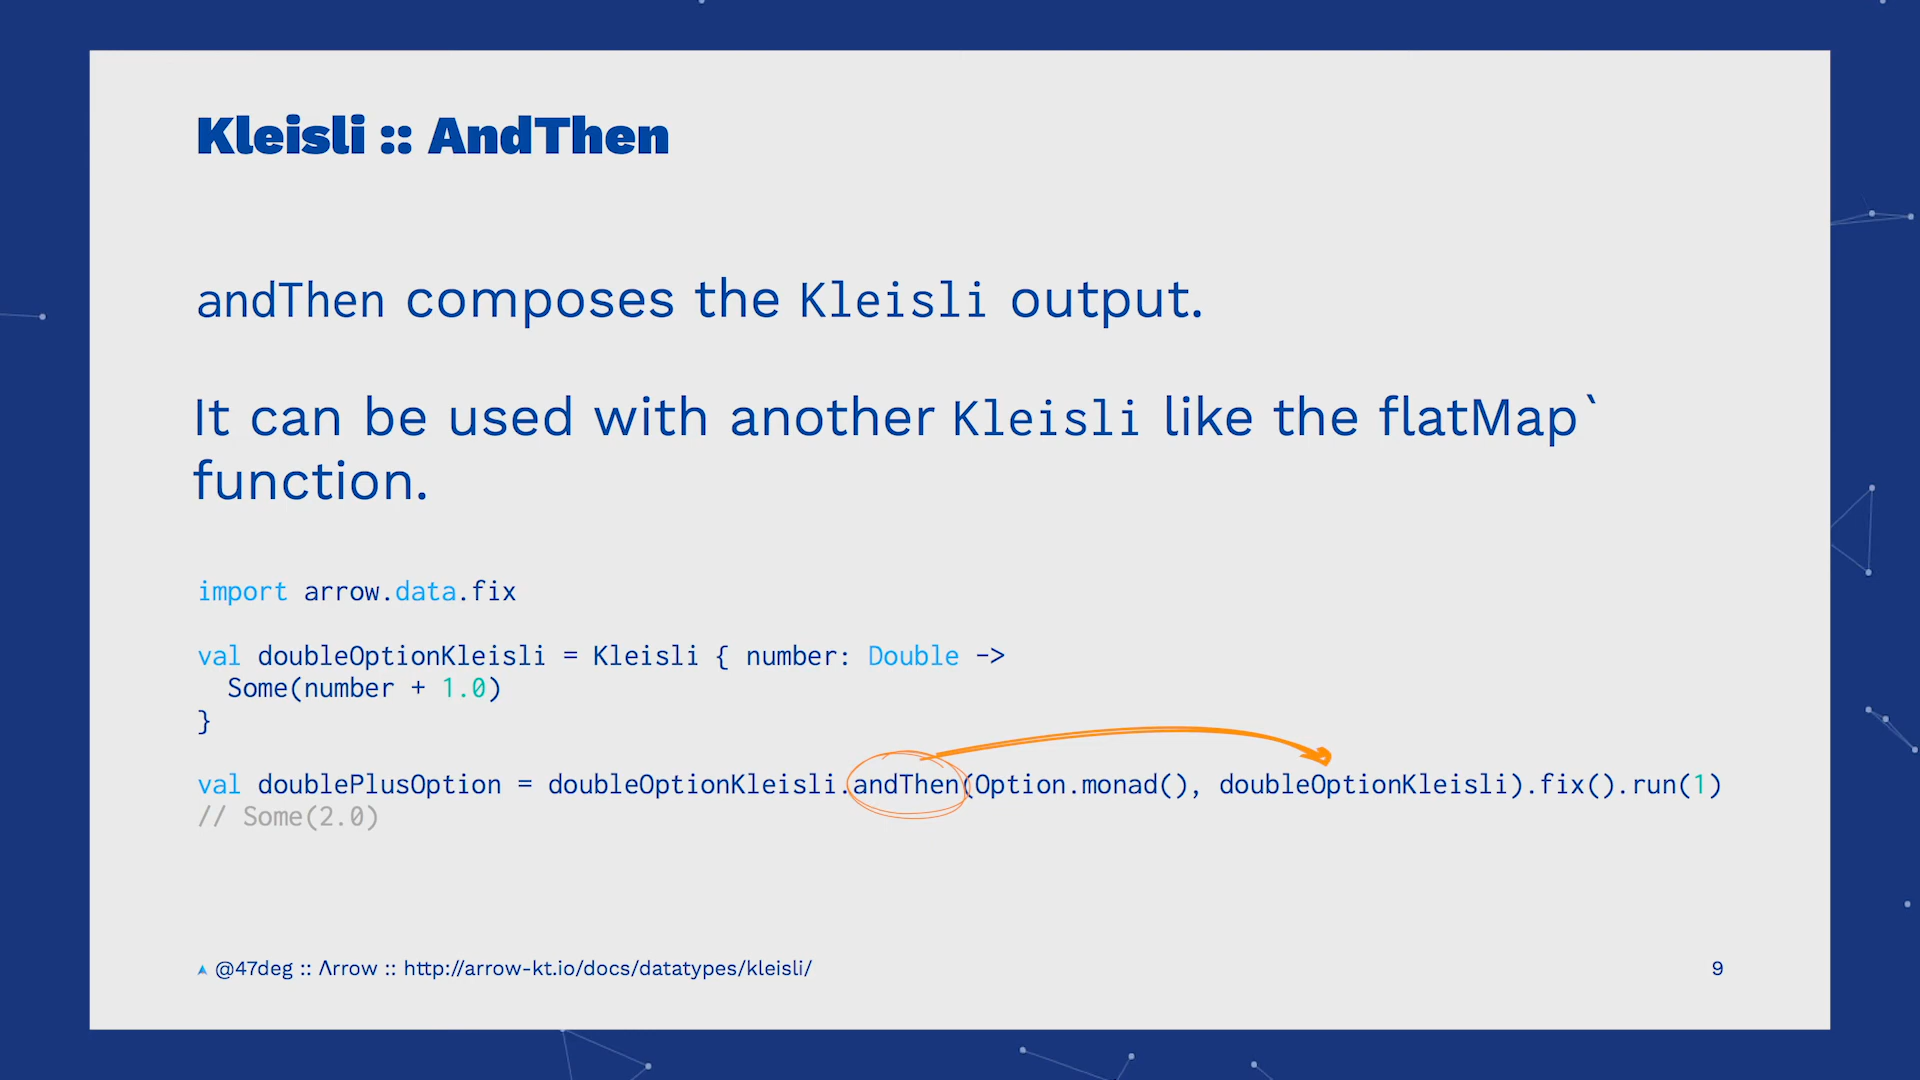 Kleisli :: AndThen
andThen composes the Kleisli output.
It can be used with another Kleisli like the flatMap`
function.
import arrow.data.fix
val doubleOptionKleisli = Kleisli { number: Double ->
Some(number + 1.0)
}
val doublePlusOption = doubleOptionKleisli.andThen(Option.monad(), doubleOptionKleisli).fix().run(1)
// Some(2.0)
@47deg :: Λrrow :: http://arrow-kt.io/docs/datatypes/kleisli/
9